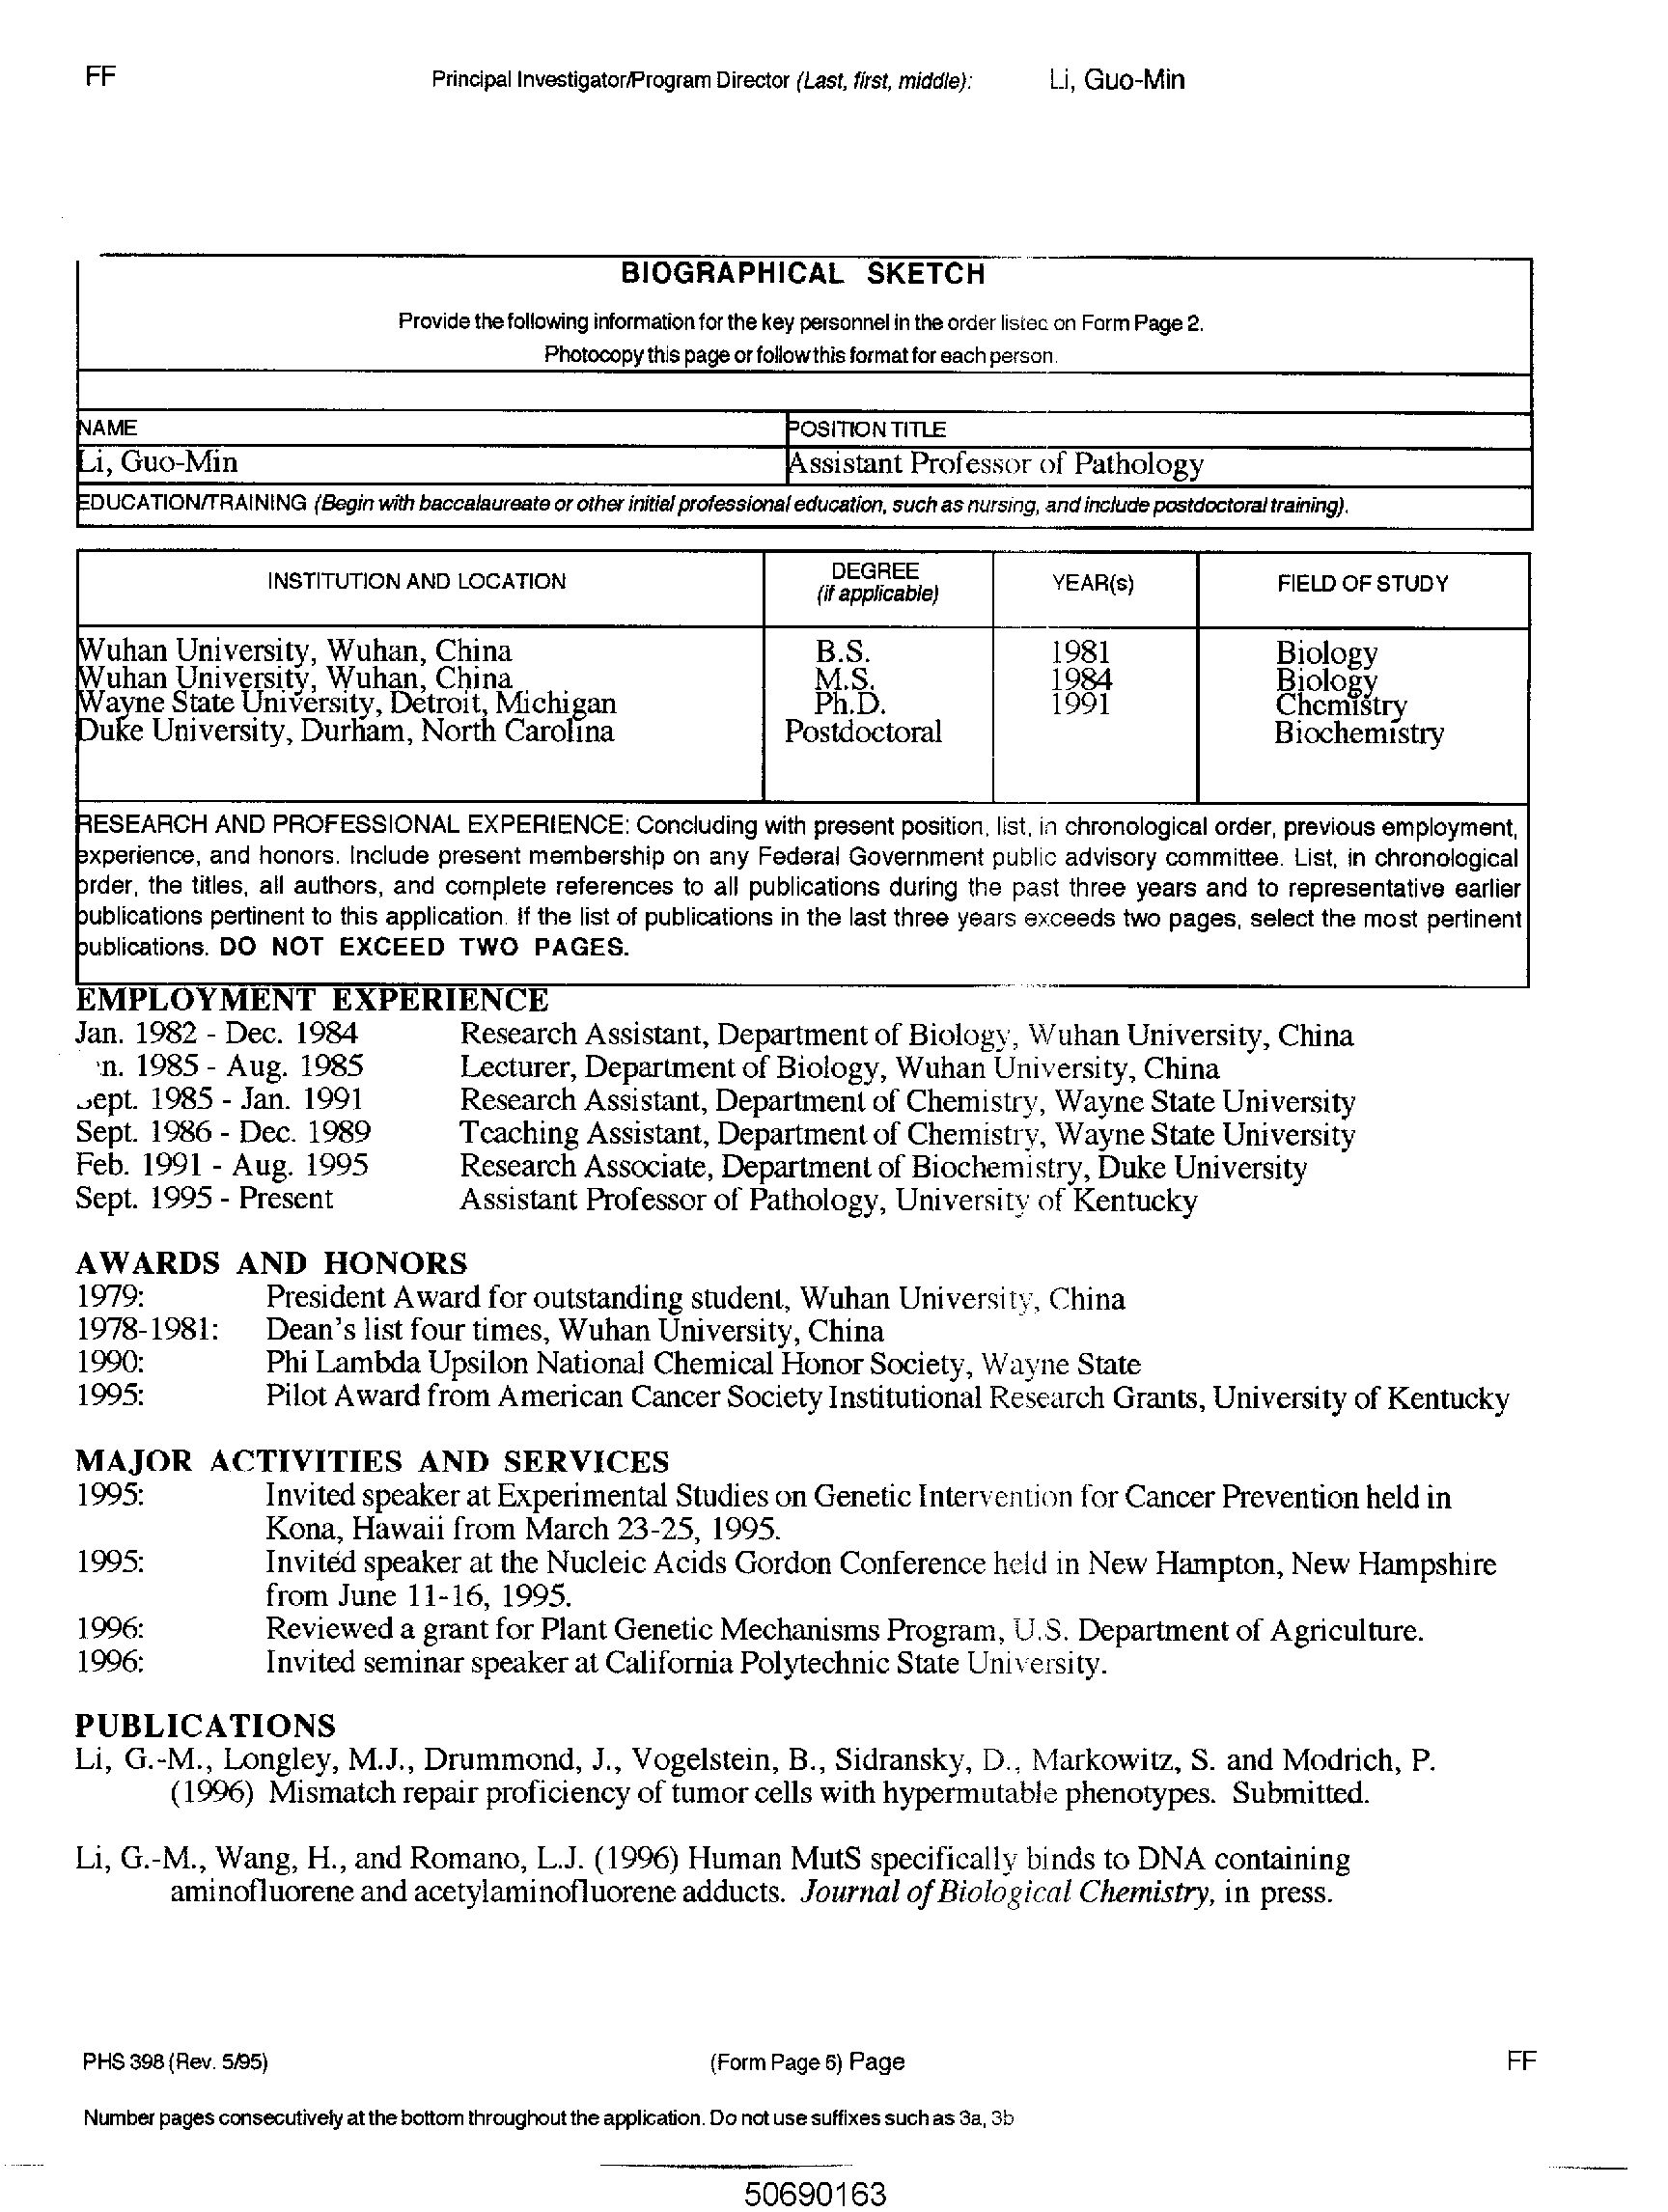 FF Principal Investigator/Program Director (Last, first, middle): Li, Guo-Min
BIOGRAPHICAL SKETCH
Provide the following information for the key personnel in the order listed on Form Page 2.
Photocopy this page or follow this format for each person.
NAME POSITION TITLE
Li, Guo-Min Assistant Professor of Pathology
EDUCATION/TRAINING (Begin with baccalaureate or other initial professional education, such as nursing, and include postdoctoral training).
INSTITUTION AND LOCATION DEGREE (if applicable) YEAR(s) FIELD OF STUDY
Wuhan University, Wuhan, China B.S. 1981 Biology
Wuhan University, Wuhan, China M.S. 1984 Biology
Wayne State University, Detroit, Michigan Ph.D. 1991 Chemistry
Duke University, Durham, North Carolina Postdoctoral Biochemistry
RESEARCH AND PROFESSIONAL EXPERIENCE: Concluding with present position, list, in chronological order, previous employment,
experience, and honors. Include present membership on any Federal Government public advisory committee. List, in chronological
order, the titles, all authors, and complete references to all publications during the past three years and to representative earlier
publications pertinent to this application. If the list of publications in the last three years exceeds two pages, select the most pertinent
publications. DO NOT EXCEED TWO PAGES.
EMPLOYMENT EXPERIENCE
Jan. 1982 - Dec. 1984 Research Assistant, Department of Biology, Wuhan University, China
n. 1985 - Aug. 1985 Lecturer, Department of Biology, Wuhan University, China
Sept. 1985 - Jan. 1991 Research Assistant, Department of Chemistry, Wayne State University
Sept. 1986 - Dec. 1989 Teaching Assistant, Department of Chemistry, Wayne State University
Feb. 1991 - Aug. 1995 Research Associate, Department of Biochemistry, Duke University
Sept. 1995 - Present Assistant Professor of Pathology, University of Kentucky
AWARDS AND HONORS
1979: President Award for outstanding student, Wuhan University, China
1978-1981: Dean's list four times, Wuhan University, China
1990: Phi Lambda Upsilon National Chemical Honor Society, Wayne State
1995: Pilot Award from American Cancer Society Institutional Research Grants, University of Kentucky
MAJOR ACTIVITIES AND SERVICES
1995: Invited speaker at Experimental Studies on Genetic Intervention for Cancer Prevention held in
Kona, Hawaii from March 23-25, 1995.
1995: Invited speaker at the Nucleic Acids Gordon Conference held in New Hampton, New Hampshire
from June 11-16, 1995.
1996: Reviewed a grant for Plant Genetic Mechanisms Program, U.S. Department of Agriculture.
1996: Invited seminar speaker at California Polytechnic State University.
PUBLICATIONS
Li, G.-M., Longley, M.J., Drummond, J., Vogelstein, B., Sidransky, D., Markowitz, S. and Modrich, P.
(1996) Mismatch repair proficiency of tumor cells with hypermutable phenotypes. Submitted.
Li, G.-M., Wang, H., and Romano, L.J. (1996) Human MutS specifically binds to DNA containing
aminofluorene and acetylaminofluorene adducts. Journal of Biological Chemistry, in press.
PHS 398 (Rev. 5/95) (Form Page 6) Page FF
Number pages consecutively at the bottom throughout the application. Do not use suffixes such as 3a, 3b
50690163